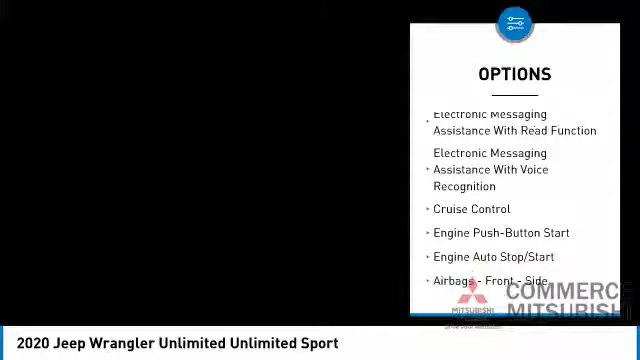 OPTIONS
Electronic Messaging
Assistance With Read Function
Electronic Messaging
Assistance With Voice
Recognition
Cruise Control
Engine Push-Button Start
Engine Auto Stop/Start
Airbags - Front - Side
COMMERCE
MITSUBISHI
MITSUBISHI
2020 Jeep Wrangler Unlimited Unlimited Sport